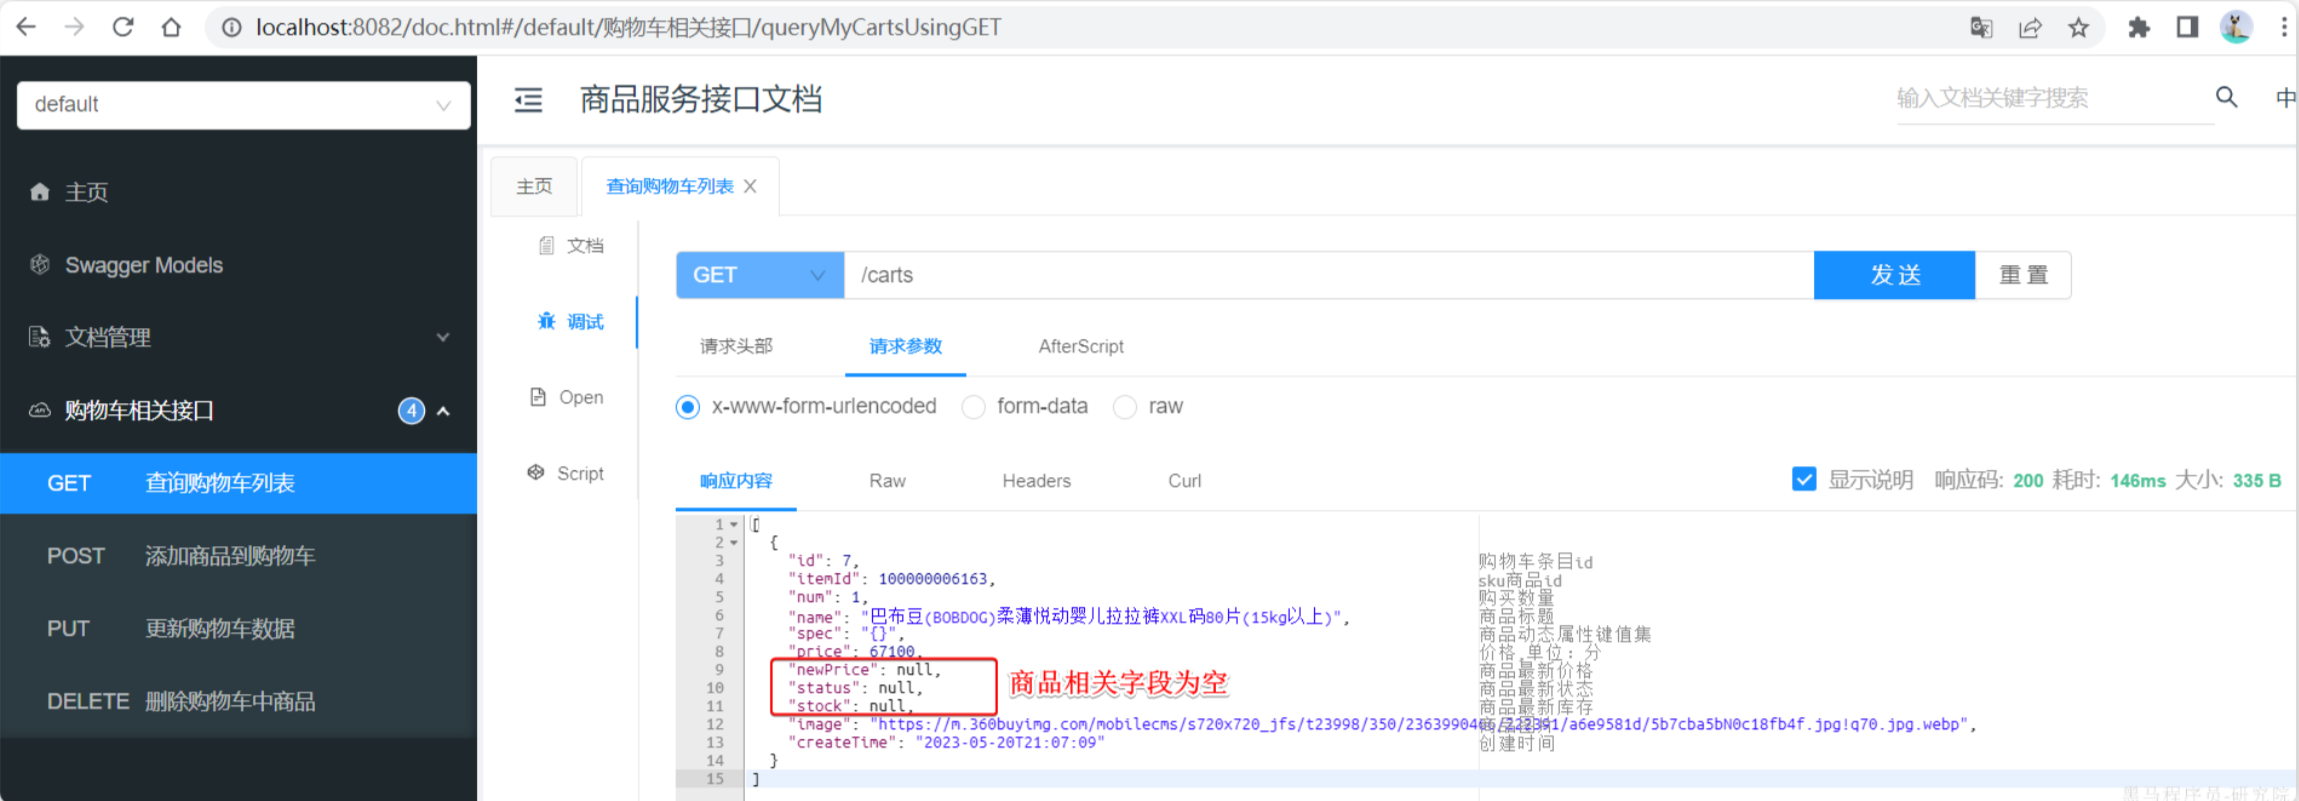 localhost:8082/doc.html#/default/购物车相关接口/queryMyCartsUsingGET
default
商品服务接口文档
输入文档关键字搜索
中
主页
Swagger Models
文档管理
购物车相关接口
4
GET 查询购物车列表
POST 添加商品到购物车
PUT 更新购物车数据
DELETE 删除购物车中商品
主页
查询购物车列表
文档
调试
Open
Script
GET
/carts
发 送
重 置
请求头部
请求参数
AfterScript
x-www-form-urlencoded
form-data
raw
响应内容
Raw
Headers
Curl
显示说明 响应码: 200 耗时: 146ms 大小: 335 B
1 [
2 {
3 "id": 7, 购物车条目id
4 "itemId": 100000006163, sku商品id
5 "num": 1, 购买数量
6 "name": "巴布豆(BOBDOG)柔薄悦动婴儿拉拉裤XXL码80片(15kg以上)", 商品标题
7 "spec": "{}", 商品动态属性键值集
8 "price": 67100, 价格,单位：分
9 "newPrice": null, 商品最新价格
10 "status": null, 商品最新状态
11 "stock": null, 商品最新库存
商品相关字段为空
12 "image": "https://m.360buyimg.com/mobilecms/s720x720_jfs/t23998/350/2363990466/222391/a6e9581d/5b7cba5bN0c18fb4f.jpg!q70.jpg.webp",
13 "createTime": "2023-05-20T21:07:09" 创建时间
14 }
15 ]
黑马程序员-研究院